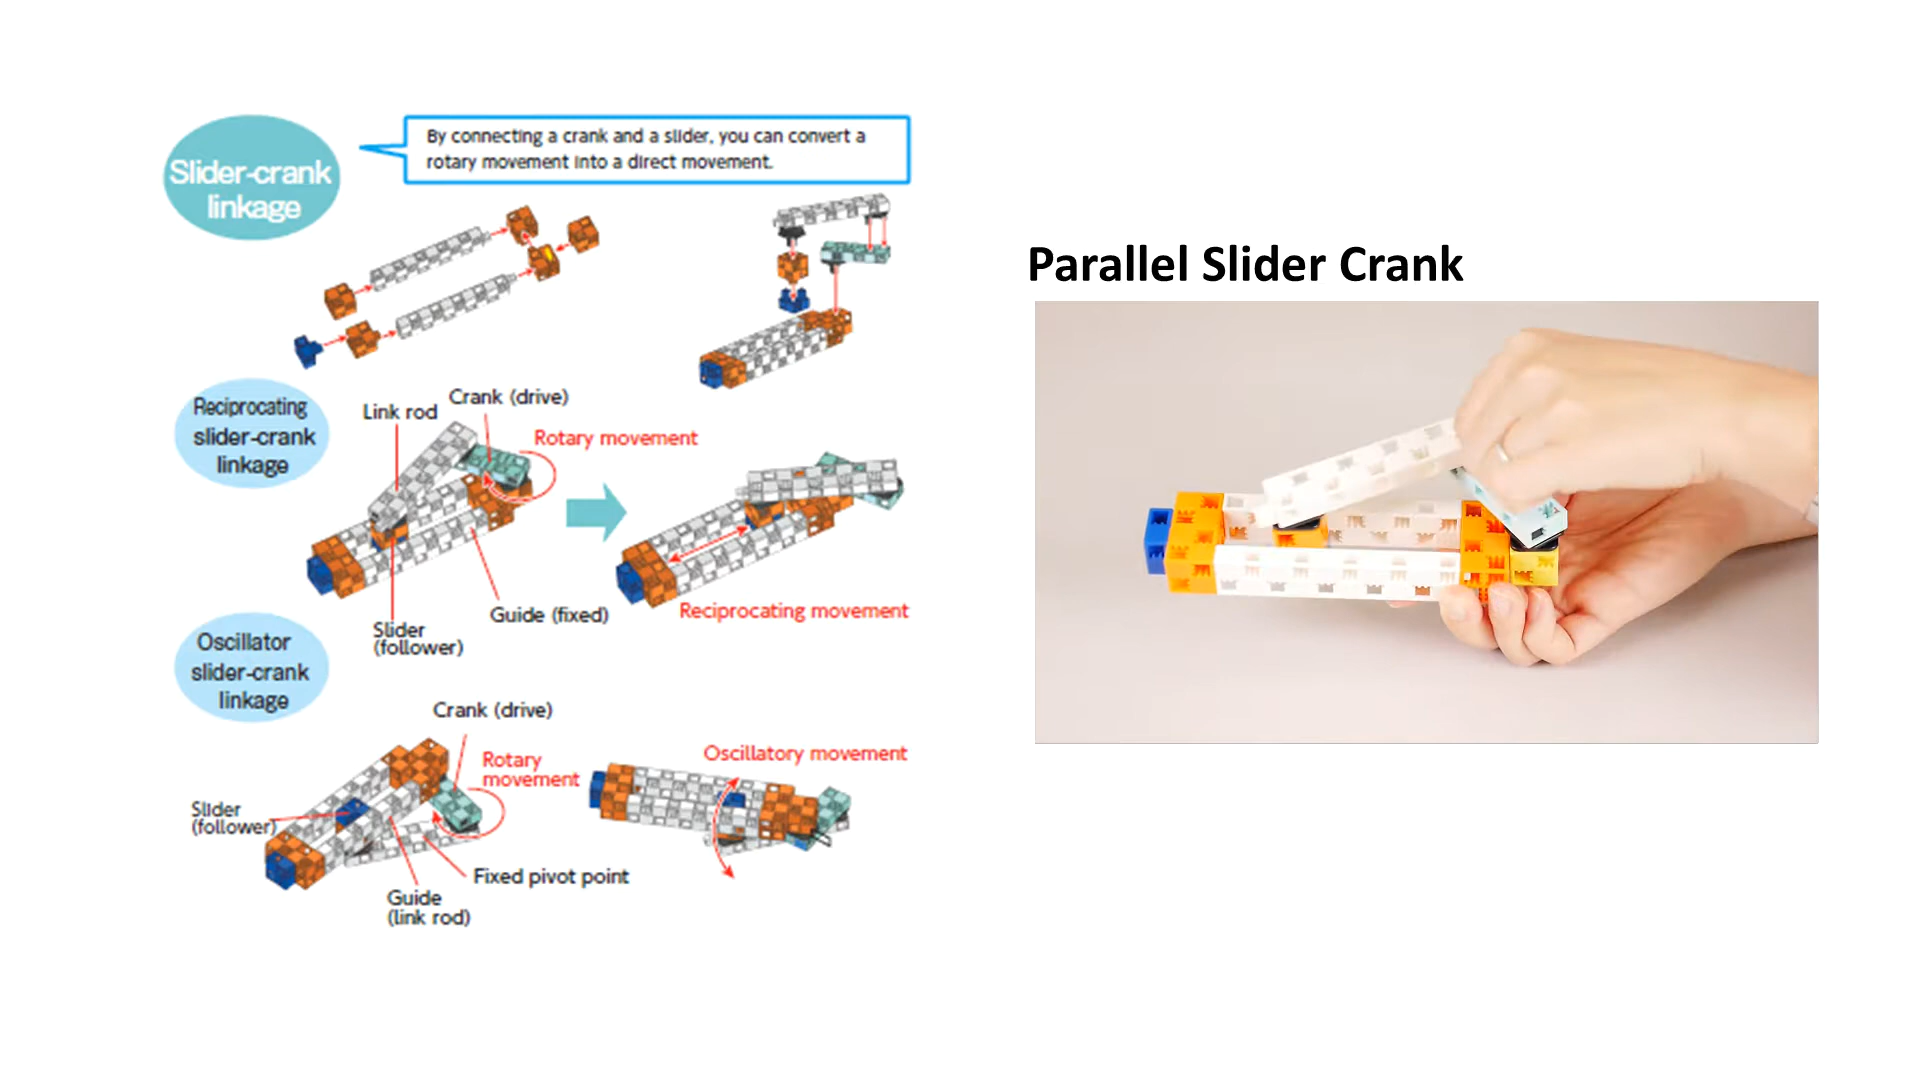 Slider-crank
linkage
By connecting a crank and a slider, you can convert a
rotary movement into a direct movement.
Reciprocating
slider-crank
linkage
Link rod
Crank (drive)
Rotary movement
Guide (fixed)
Slider
(follower)
Reciprocating movement
Oscillator
slider-crank
linkage
Crank (drive)
Rotary
movement
Slider
(follower)
Fixed pivot point
Guide
(link rod)
Oscillatory movement
Parallel Slider Crank